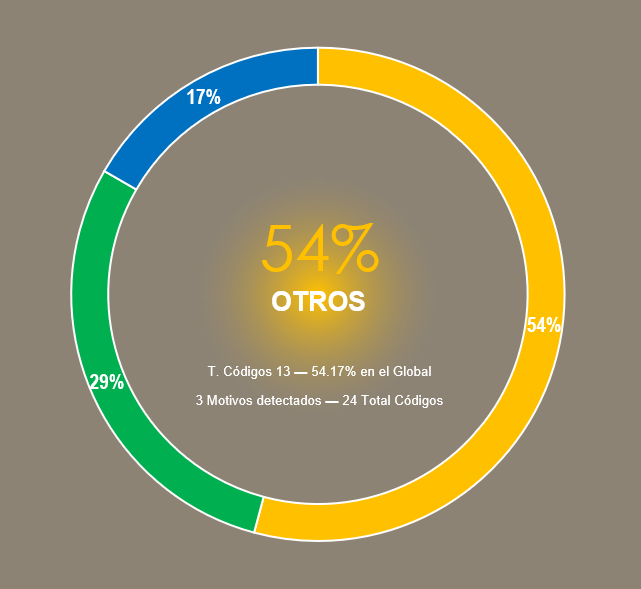 17%
54%
OTROS
54%
T. Códigos 13 — 54.17% en el Global
29%
3 Motivos detectados — 24 Total Códigos